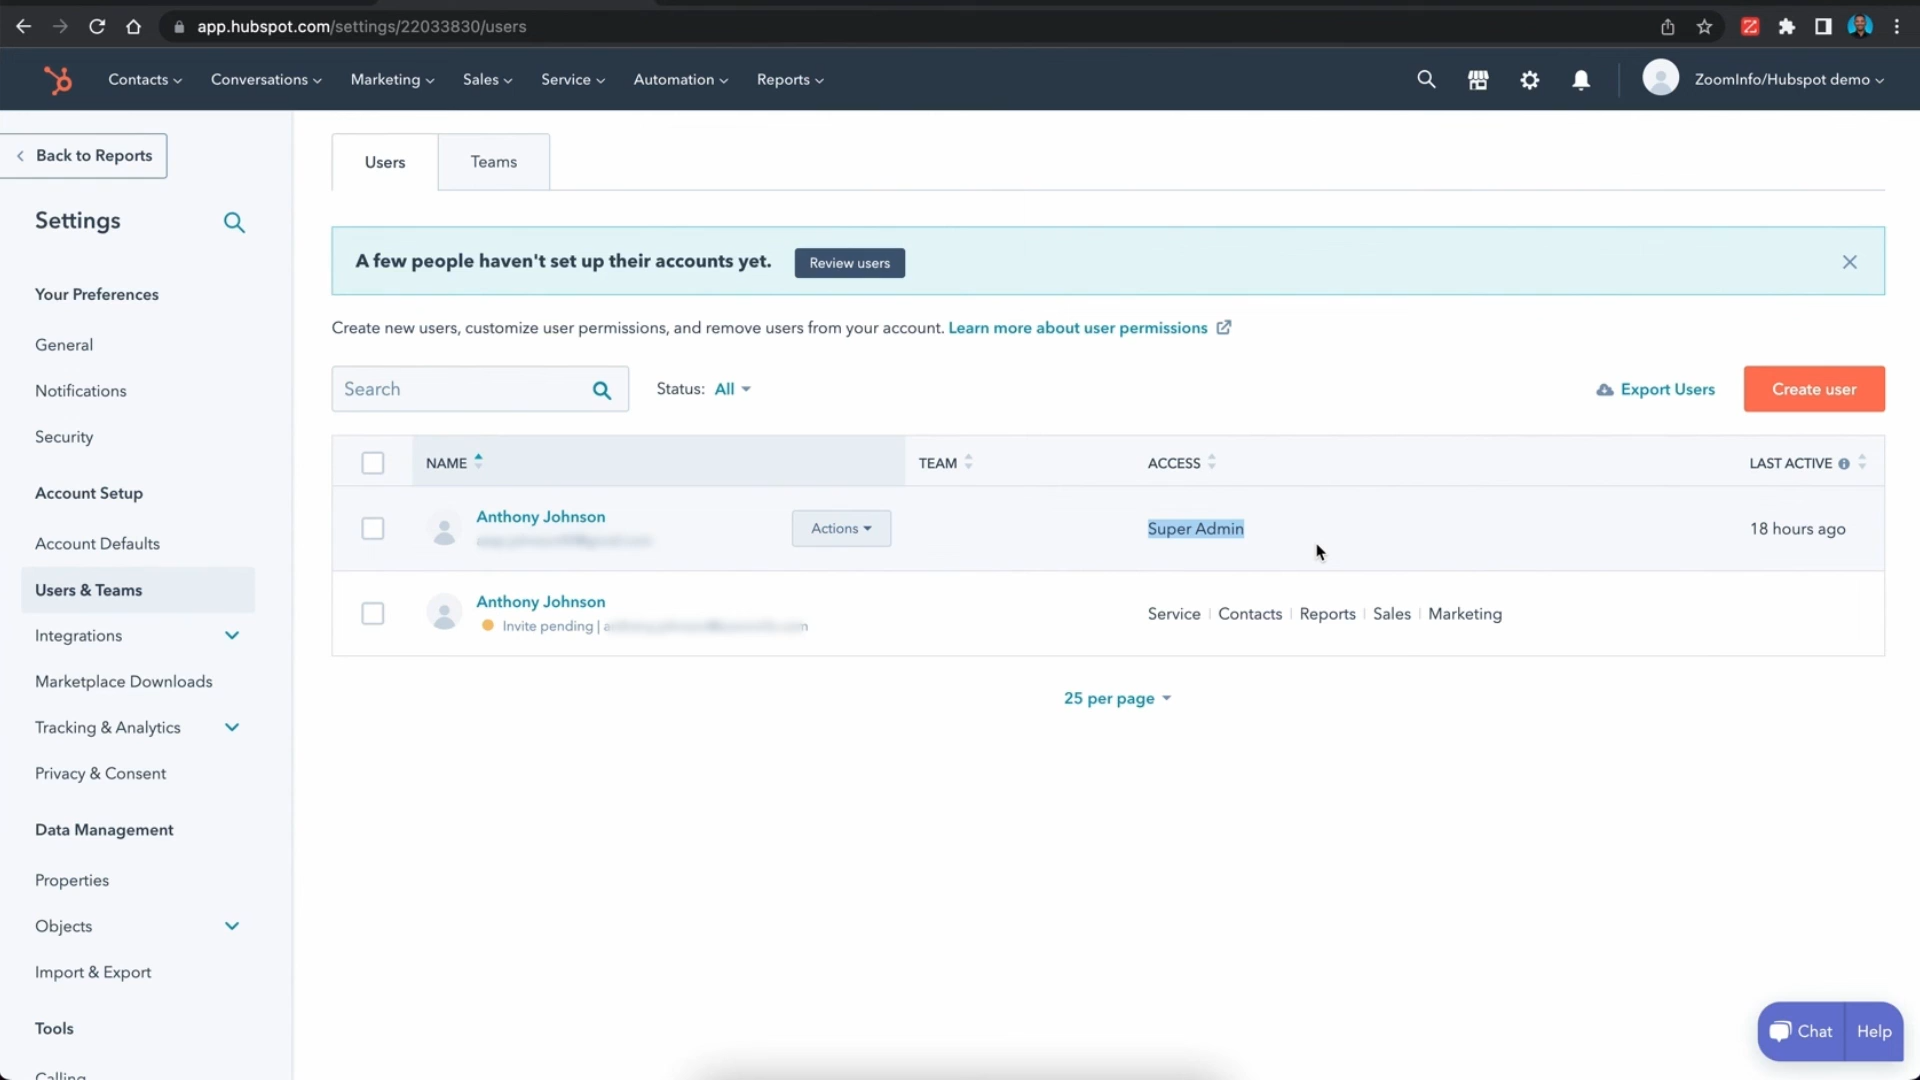 app.hubspot.com/settings/22033830/users
Contacts
Conversations
Marketing
Sales
Service
Automation
Reports
ZoomInfo/Hubspot demo
Back to Reports
Settings
Your Preferences
General
Notifications
Security
Account Setup
Account Defaults
Users & Teams
Integrations
Marketplace Downloads
Tracking & Analytics
Privacy & Consent
Data Management
Properties
Objects
Import & Export
Tools
Calling
Users
Teams
A few people haven't set up their accounts yet.
Review users
Create new users, customize user permissions, and remove users from your account. Learn more about user permissions
Search
Status: All
Export Users
Create user
NAME
TEAM
ACCESS
LAST ACTIVE
Anthony Johnson
Actions
Super Admin
18 hours ago
Anthony Johnson
Invite pending |
Service | Contacts | Reports | Sales | Marketing
25 per page
Chat
Help